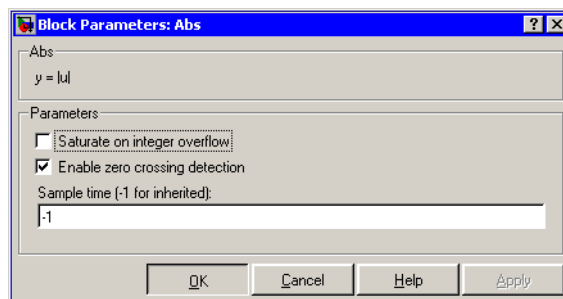 Block Parameters: Abs
Abs
y = |u|
Parameters
Saturate on integer overflow
Enable zero crossing detection
Sample time (-1 for inherited):
-1
OK Cancel Help Apply